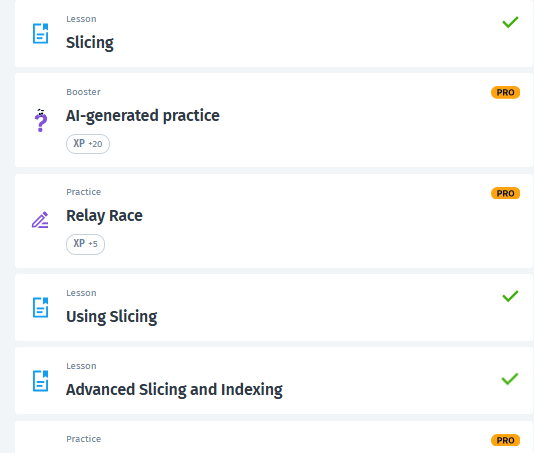 Lesson
Slicing
Booster
PRO
AI-generated practice
XP +20
Practice
PRO
Relay Race
XP +5
Lesson
Using Slicing
Lesson
Advanced Slicing and Indexing
Practice
PRO